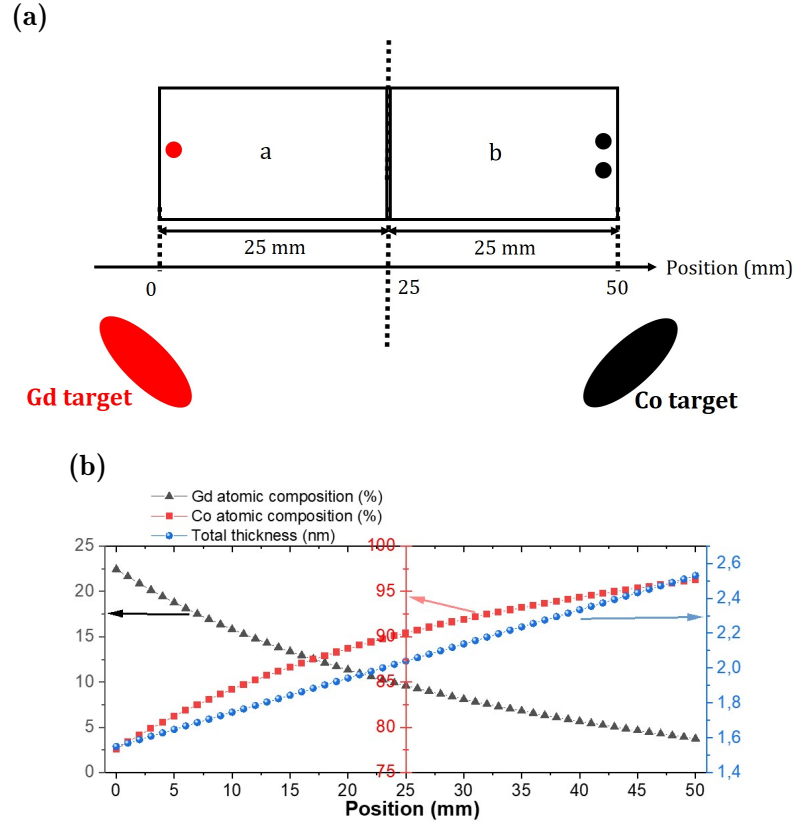 (a)
a
b
25 mm
25 mm
Position (mm)
0
25
50
Gd target
Co target
(b)
Gd atomic composition (%)
Co atomic composition (%)
Total thickness (nm)
25
20
15
10
5
0
100
95
90
85
80
75
2,6
2,4
2,2
2,0
1,8
1,6
1,4
0 5 10 15 20 25 30 35 40 45 50
Position (mm)